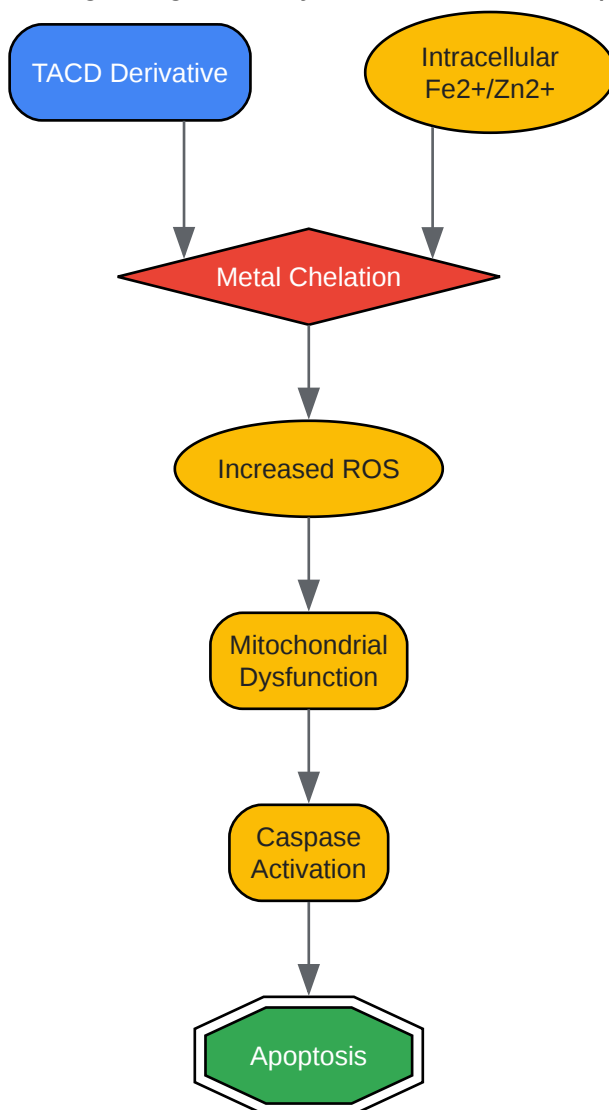 TACD Derivative
Intracellular
Fe2+/Zn2+
Metal Chelation
Increased ROS
Mitochondrial
Dysfunction
Caspase
Activation
Apoptosis